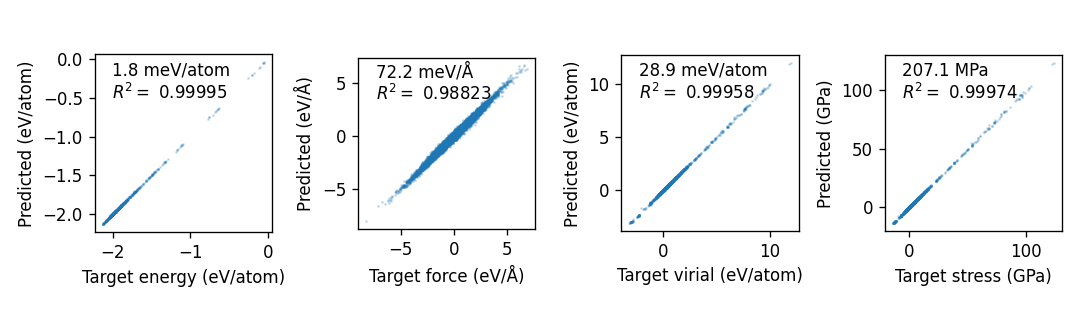 1.8 meV/atom
R² = 0.99995
Predicted (eV/atom)
0.0
−0.5
−1.0
−1.5
−2.0
−2
−1
0
Target energy (eV/atom)
72.2 meV/Å
R² = 0.98823
Predicted (eV/Å)
5
0
−5
−5
0
5
Target force (eV/Å)
28.9 meV/atom
R² = 0.99958
Predicted (eV/atom)
10
5
0
0
10
Target virial (eV/atom)
207.1 MPa
R² = 0.99974
Predicted (GPa)
100
50
0
0
100
Target stress (GPa)